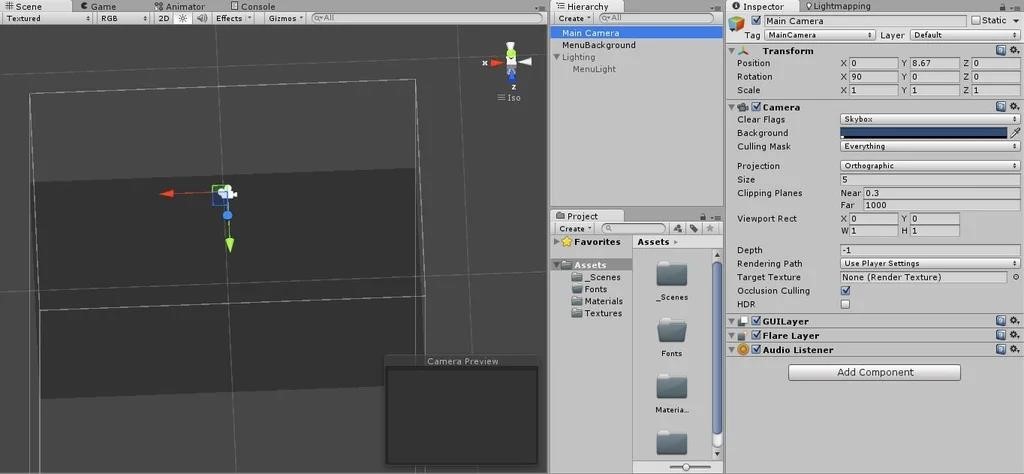 Scene
Game
Animator
Console
Textured
RGB
2D
Effects
Gizmos
All
x
z
Iso
Camera Preview
Hierarchy
Create
All
Main Camera
MenuBackground
Lighting
MenuLight
Project
Create
Favorites
Assets
_Scenes
Fonts
Materials
Textures
Assets
_Scenes
Fonts
Materia...
Inspector
Lightmapping
Main Camera
Static
Tag MainCamera Layer Default
Transform
Position X 0 Y 8.67 Z 0
Rotation X 90 Y 0 Z 0
Scale X 1 Y 1 Z 1
Camera
Clear Flags Skybox
Background
Culling Mask Everything
Projection Orthographic
Size 5
Clipping Planes Near 0.3
Far 1000
Viewport Rect X 0 Y 0
W 1 H 1
Depth -1
Rendering Path Use Player Settings
Target Texture None (Render Texture)
Occlusion Culling
HDR
GUILayer
Flare Layer
Audio Listener
Add Component